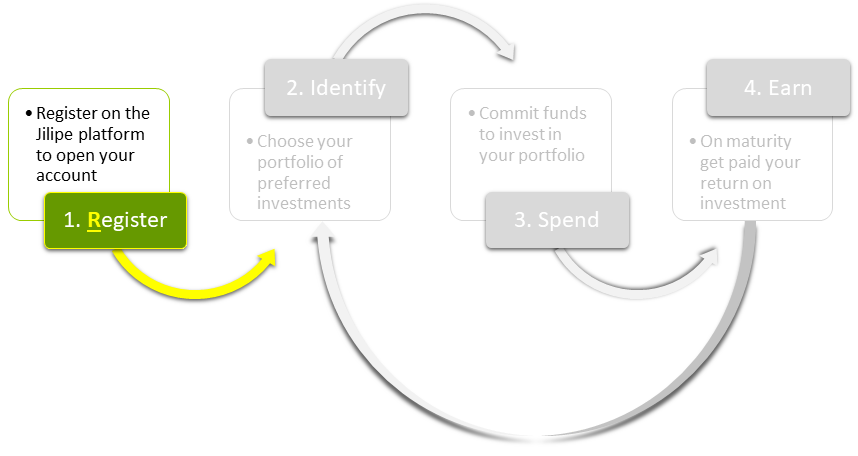 • Register on the
Jilipe platform
to open your
account
1. Register
2. Identify
• Choose your
portfolio of
preferred
investments
• Commit funds
to invest in
your portfolio
3. Spend
4. Earn
• On maturity
get paid your
return on
investment